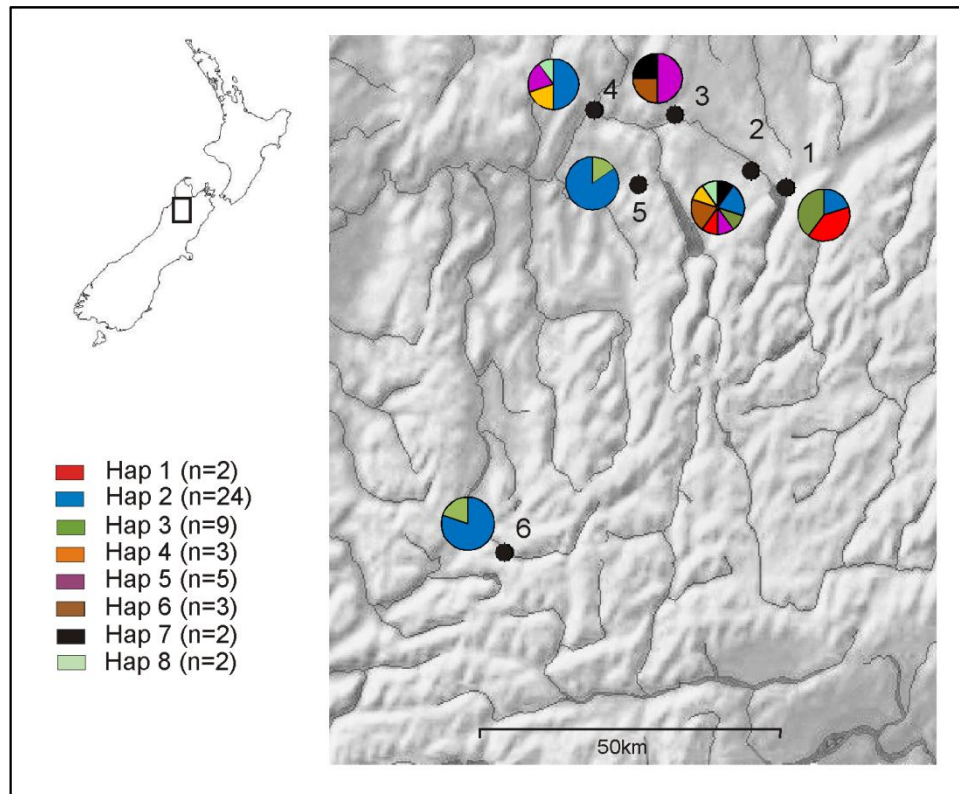 4
3
2
1
5
6
Hap 1 (n=2)
Hap 2 (n=24)
Hap 3 (n=9)
Hap 4 (n=3)
Hap 5 (n=5)
Hap 6 (n=3)
Hap 7 (n=2)
Hap 8 (n=2)
50km